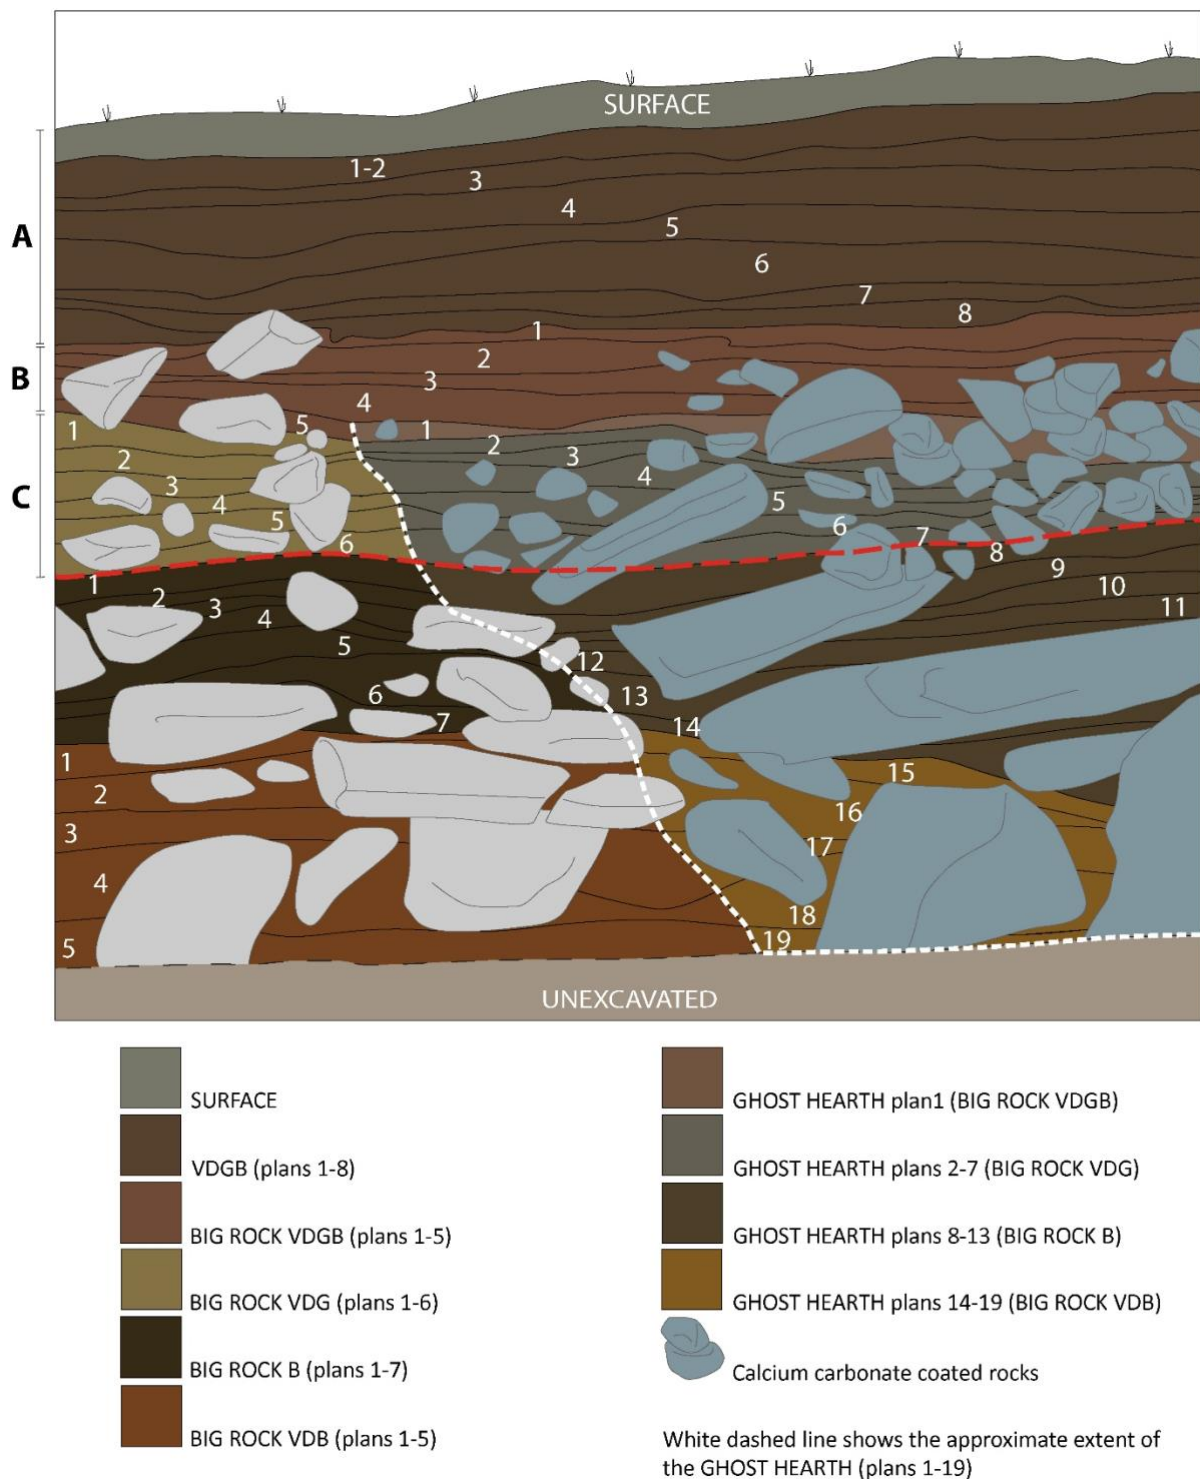 SURFACE
1-2
3
4
5
6
7
8
A
1
2
3
4
5
B
1
2
3
4
5
6
C
1
2
3
4
5
6
7
8
9
10
11
12
13
14
15
16
17
18
19
1
2
3
4
5
6
7
1
2
3
4
5
UNEXCAVATED
SURFACE
VDGB (plans 1-8)
BIG ROCK VDGB (plans 1-5)
BIG ROCK VDG (plans 1-6)
BIG ROCK B (plans 1-7)
BIG ROCK VDB (plans 1-5)
GHOST HEARTH plan1 (BIG ROCK VDGB)
GHOST HEARTH plans 2-7 (BIG ROCK VDG)
GHOST HEARTH plans 8-13 (BIG ROCK B)
GHOST HEARTH plans 14-19 (BIG ROCK VDB)
Calcium carbonate coated rocks
White dashed line shows the approximate extent of
the GHOST HEARTH (plans 1-19)